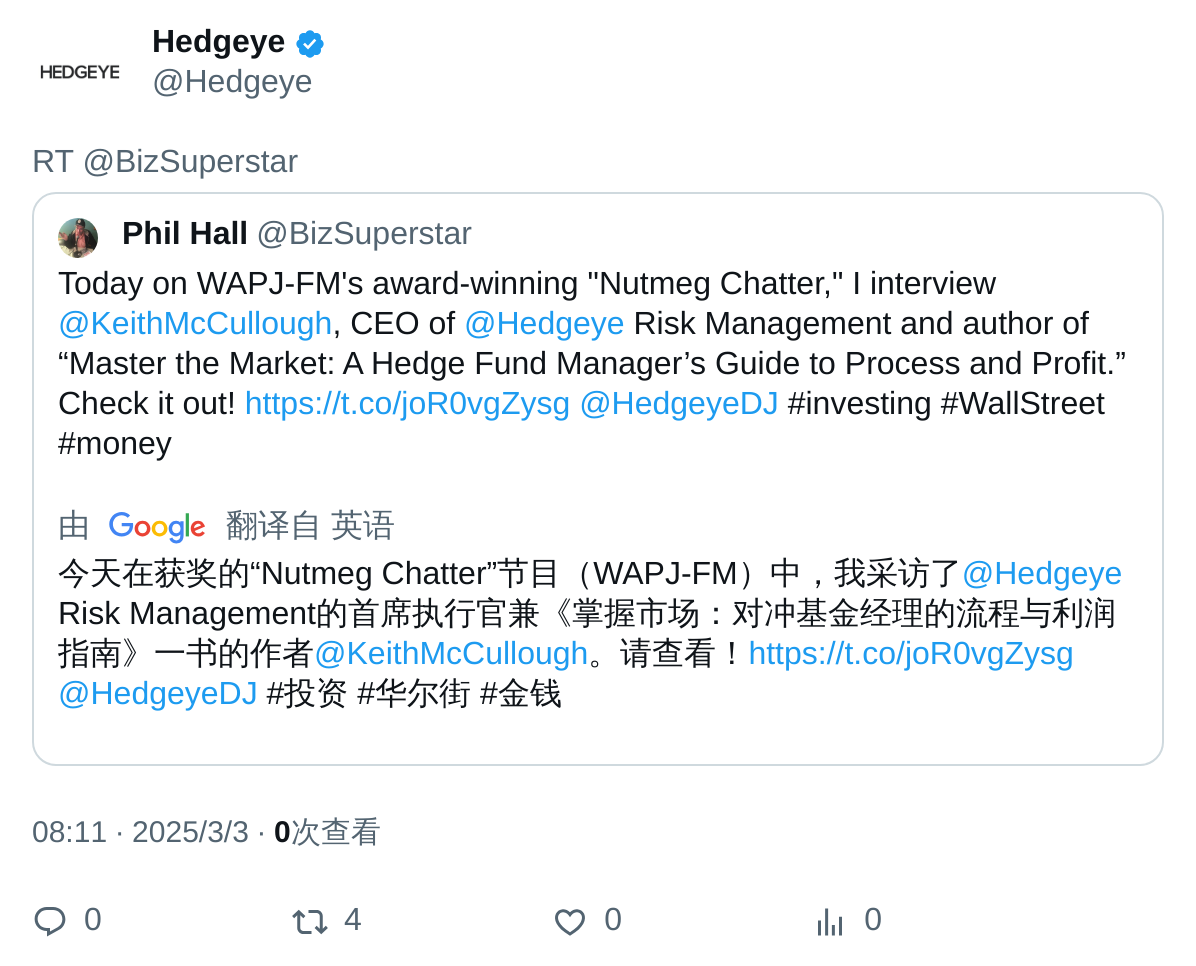 HEDGEYE
Hedgeye
@Hedgeye
RT @BizSuperstar
Phil Hall @BizSuperstar
Today on WAPJ-FM's award-winning "Nutmeg Chatter," I interview
@KeithMcCullough, CEO of @Hedgeye Risk Management and author of
“Master the Market: A Hedge Fund Manager’s Guide to Process and Profit.”
Check it out! https://t.co/joR0vgZysg @HedgeyeDJ #investing #WallStreet
#money
由 Google 翻译自 英语
今天在获奖的“Nutmeg Chatter”节目（WAPJ-FM）中，我采访了@Hedgeye
Risk Management的首席执行官兼《掌握市场：对冲基金经理的流程与利润
指南》一书的作者@KeithMcCullough。请查看！https://t.co/joR0vgZysg
@HedgeyeDJ #投资 #华尔街 #金钱
08:11 · 2025/3/3 · 0次查看
0 4 0 0